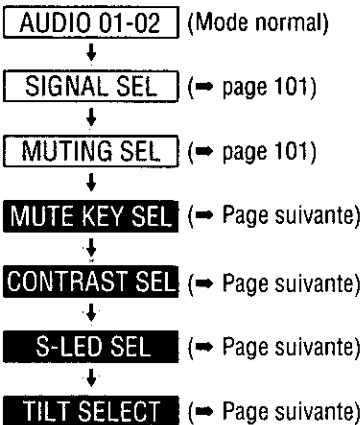 AUDIO 01-02 (Mode normal)
SIGNAL SEL (➡ page 101)
MUTING SEL (➡ page 101)
MUTE KEY SEL (➡ Page suivante)
CONTRAST SEL (➡ Page suivante)
S-LED SEL (➡ Page suivante)
TILT SELECT (➡ Page suivante)